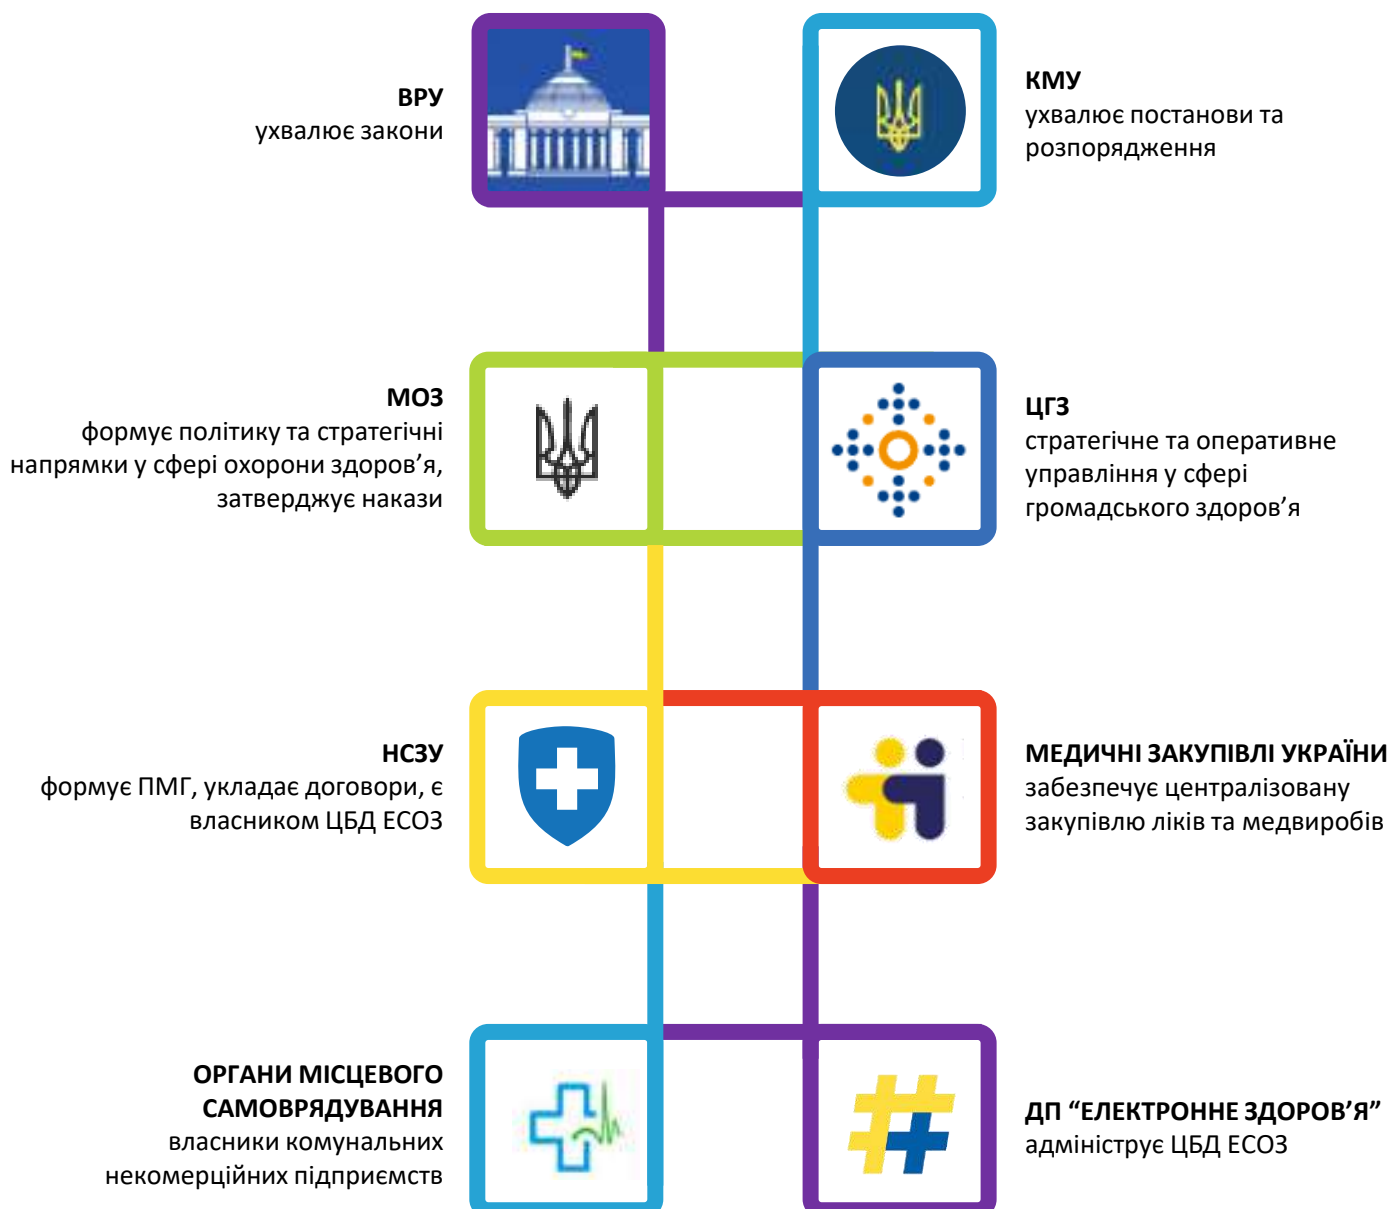 ВРУ
ухвалює закони
КМУ
ухвалює постанови та
розпорядження
МОЗ
формує політику та стратегічні
напрямки у сфері охорони здоров’я,
затверджує накази
ЦГЗ
стратегічне та оперативне
управління у сфері
громадського здоров’я
НСЗУ
формує ПМГ, укладає договори, є
власником ЦБД ЕСОЗ
МЕДИЧНІ ЗАКУПІВЛІ УКРАЇНИ
забезпечує централізовану
закупівлю ліків та медвиробів
ОРГАНИ МІСЦЕВОГО
САМОВРЯДУВАННЯ
власники комунальних
некомерційних підприємств
ДП “ЕЛЕКТРОННЕ ЗДОРОВ’Я”
адмініструє ЦБД ЕСОЗ